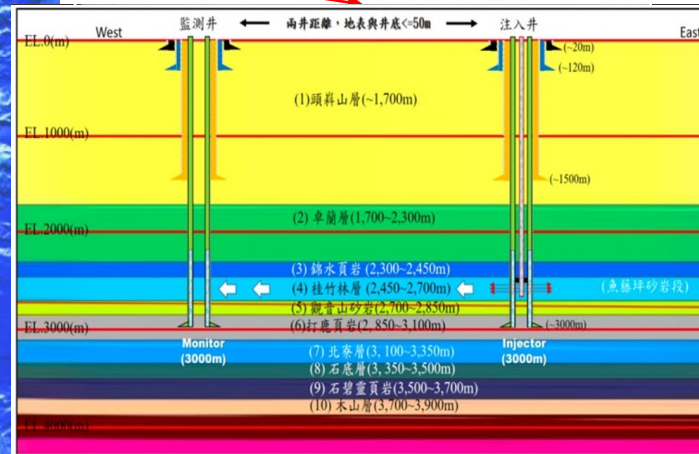 監測井
兩井距離，地表與井底<=50m
注入井
EL.0(m)
West
East
(~20m)
(~120m)
(1)頭嵙山層(~1,700m)
EL.1000(m)
(~1500m)
(2) 卓蘭層(1,700~2,300m)
EL.2000(m)
(3) 錦水頁岩 (2,300~2,450m)
(4) 桂竹林層 (2,450~2,700m)
(魚藤坪砂岩段)
(5) 觀音山砂岩 (2,700~2,850m)
(6)打鹿頁岩(2, 850~3,100m)
EL.3000(m)
(~3000m)
Monitor
(3000m)
Injector
(3000m)
(7) 北寮層(3, 100~3,350m)
(8) 石底層(3, 350~3,500m)
(9) 石碧靈頁岩(3,500~3,700m)
(10) 木山層(3,700~3,900m)
EL.4000(m)